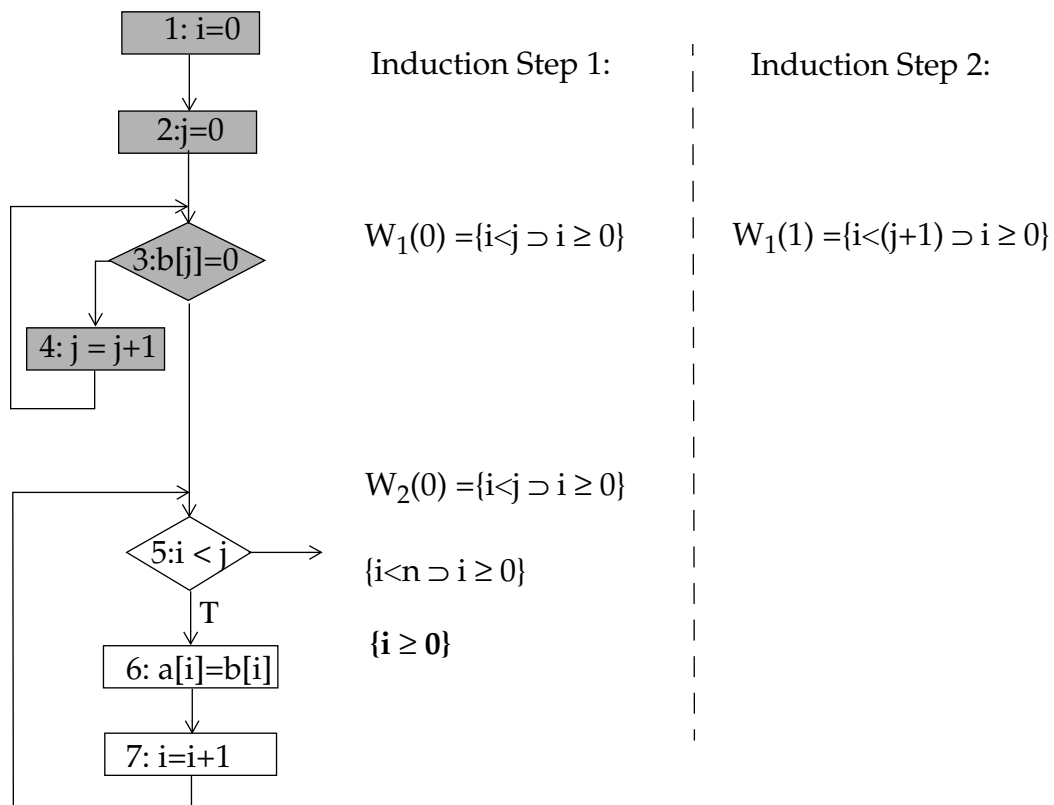 1: i=0
Induction Step 1:
Induction Step 2:
2:j=0
W1(0) ={i<j ⊃ i ≥ 0}
W1(1) ={i<(j+1) ⊃ i ≥ 0}
3:b[j]=0
4: j = j+1
W2(0) ={i<j ⊃ i ≥ 0}
5:i < j
{i<n ⊃ i ≥ 0}
T
{i ≥ 0}
6: a[i]=b[i]
7: i=i+1